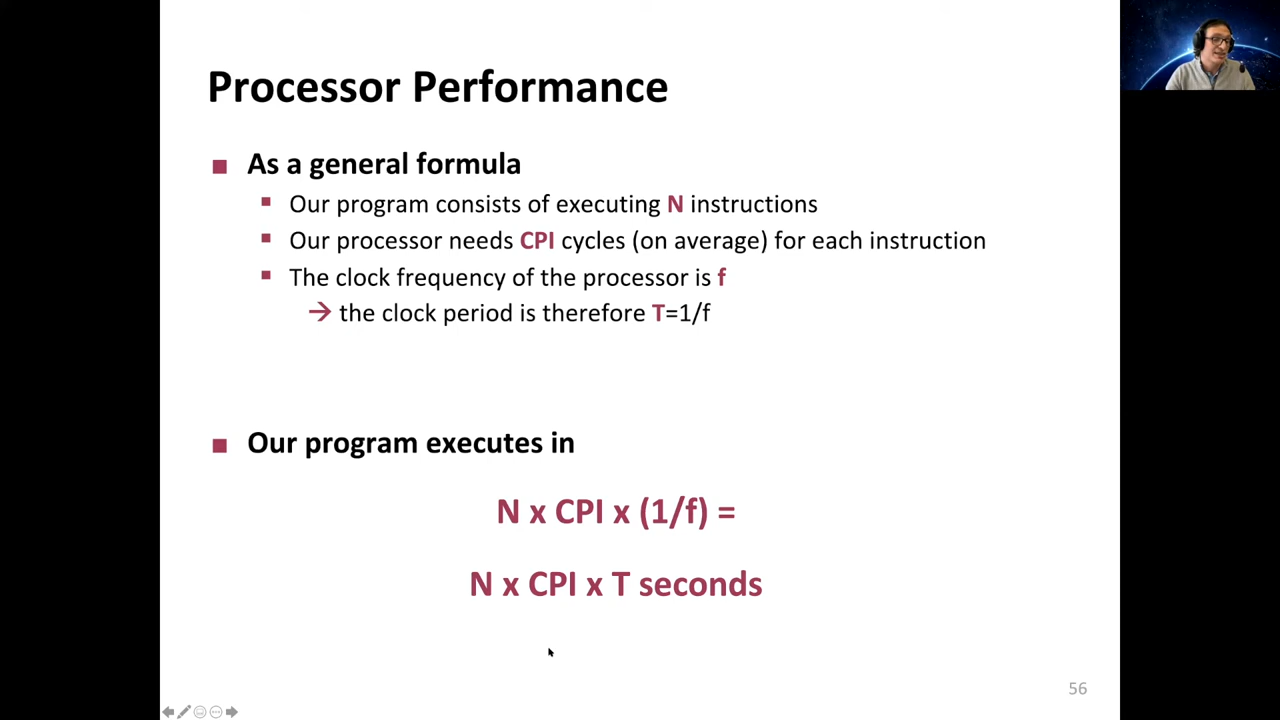 Processor Performance
As a general formula
Our program consists of executing N instructions
Our processor needs CPI cycles (on average) for each instruction
The clock frequency of the processor is f
→ the clock period is therefore T=1/f
Our program executes in
N x CPI x (1/f) =
N x CPI x T seconds
56